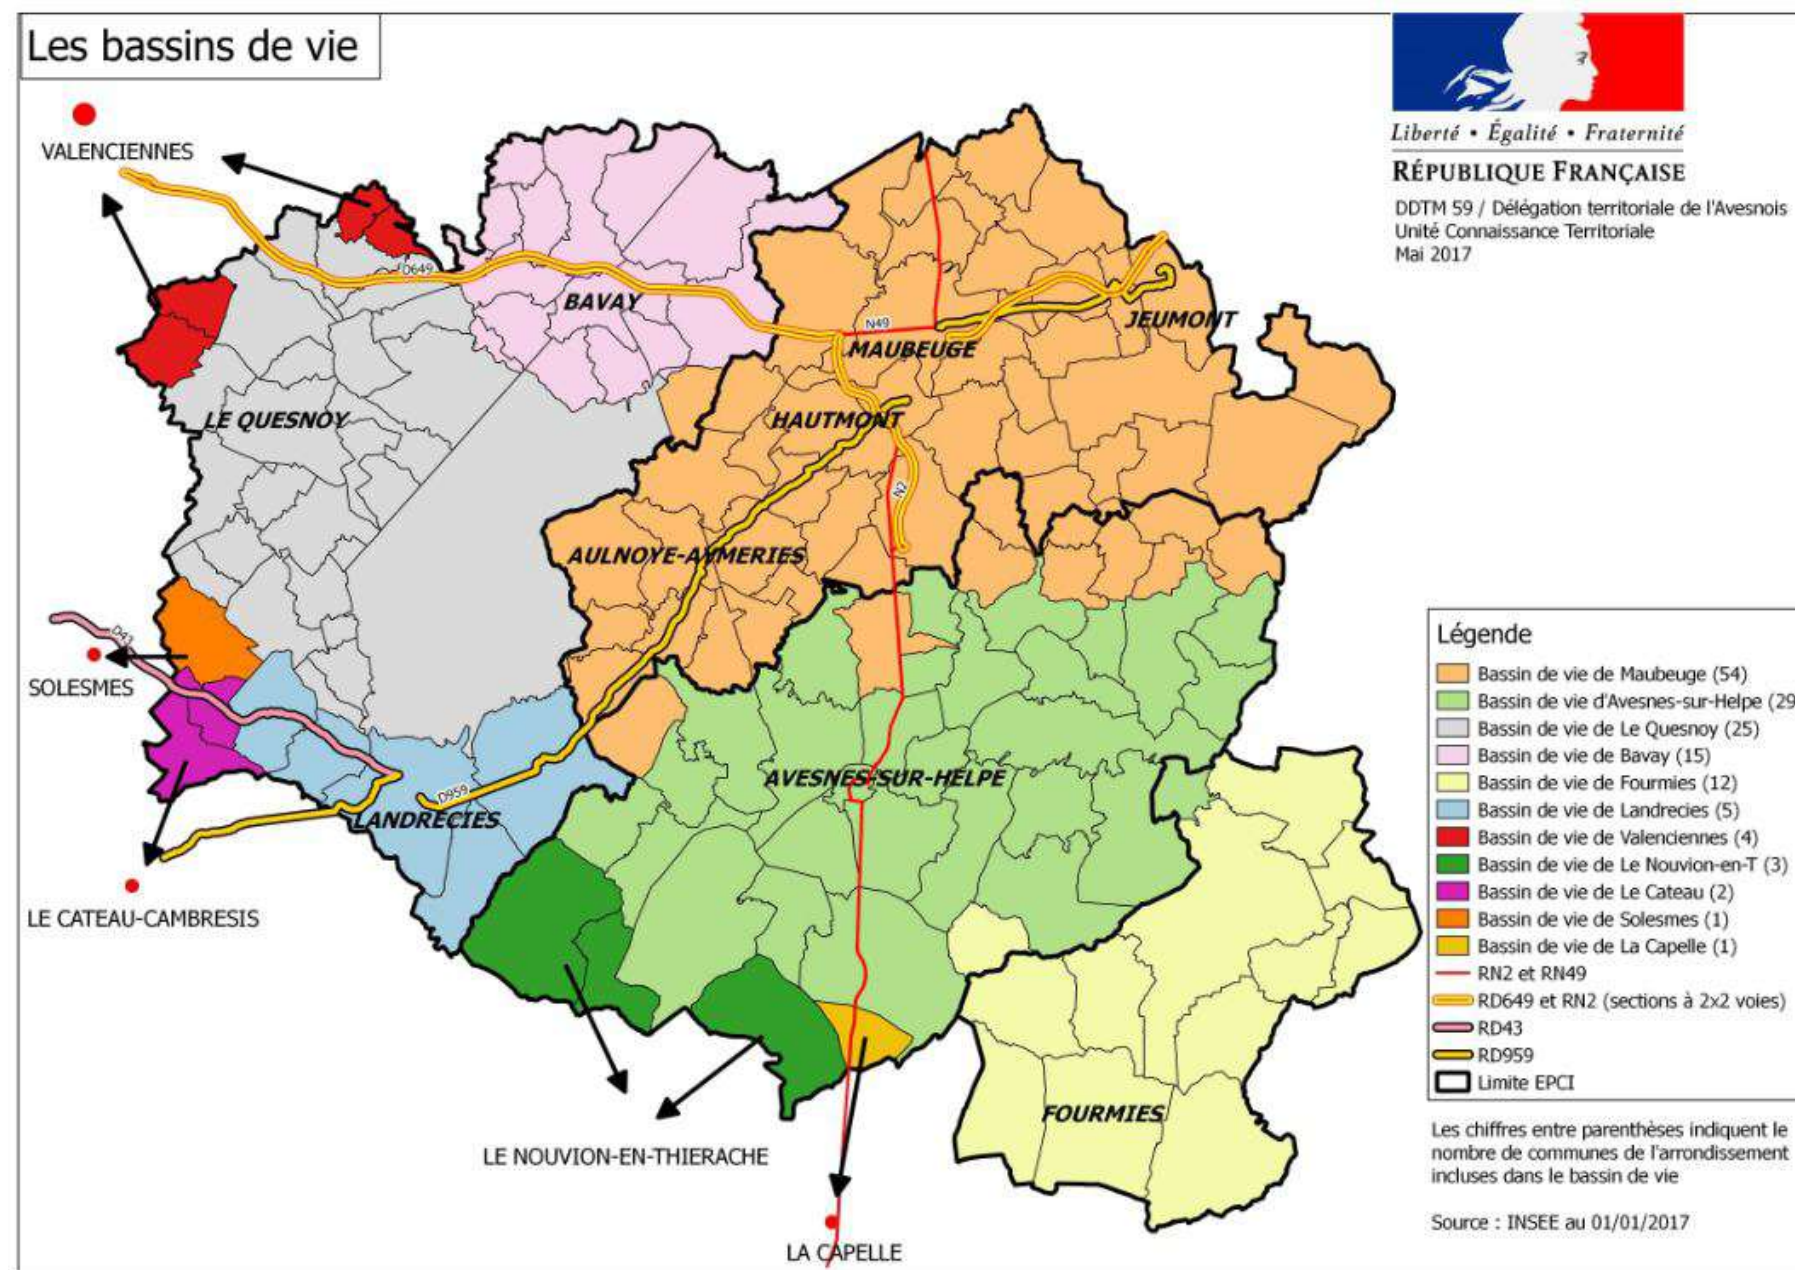 Les bassins de vie
Liberté • Égalité • Fraternité
RÉPUBLIQUE FRANÇAISE
DDTM 59 / Délégation territoriale de l'Avesnois
Unité Connaissance Territoriale
Mai 2017
VALENCIENNES
D649
BAVAY
N49
JEUMONT
MAUBEUGE
LE QUESNOY
HAUTMONT
N2
AULNOYE-AYMERIES
D43
SOLESMES
AVESNES-SUR-HELPE
D959
LANDRECIES
LE CATEAU-CAMBRESIS
FOURMIES
LE NOUVION-EN-THIERACHE
LA CAPELLE
Légende
Bassin de vie de Maubeuge (54)
Bassin de vie d'Avesnes-sur-Helpe (29
Bassin de vie de Le Quesnoy (25)
Bassin de vie de Bavay (15)
Bassin de vie de Fourmies (12)
Bassin de vie de Landrecies (5)
Bassin de vie de Valenciennes (4)
Bassin de vie de Le Nouvion-en-T (3)
Bassin de vie de Le Cateau (2)
Bassin de vie de Solesmes (1)
Bassin de vie de La Capelle (1)
RN2 et RN49
RD649 et RN2 (sections à 2x2 voies)
RD43
RD959
Limite EPCI
Les chiffres entre parenthèses indiquent le
nombre de communes de l'arrondissement
incluses dans le bassin de vie
Source : INSEE au 01/01/2017